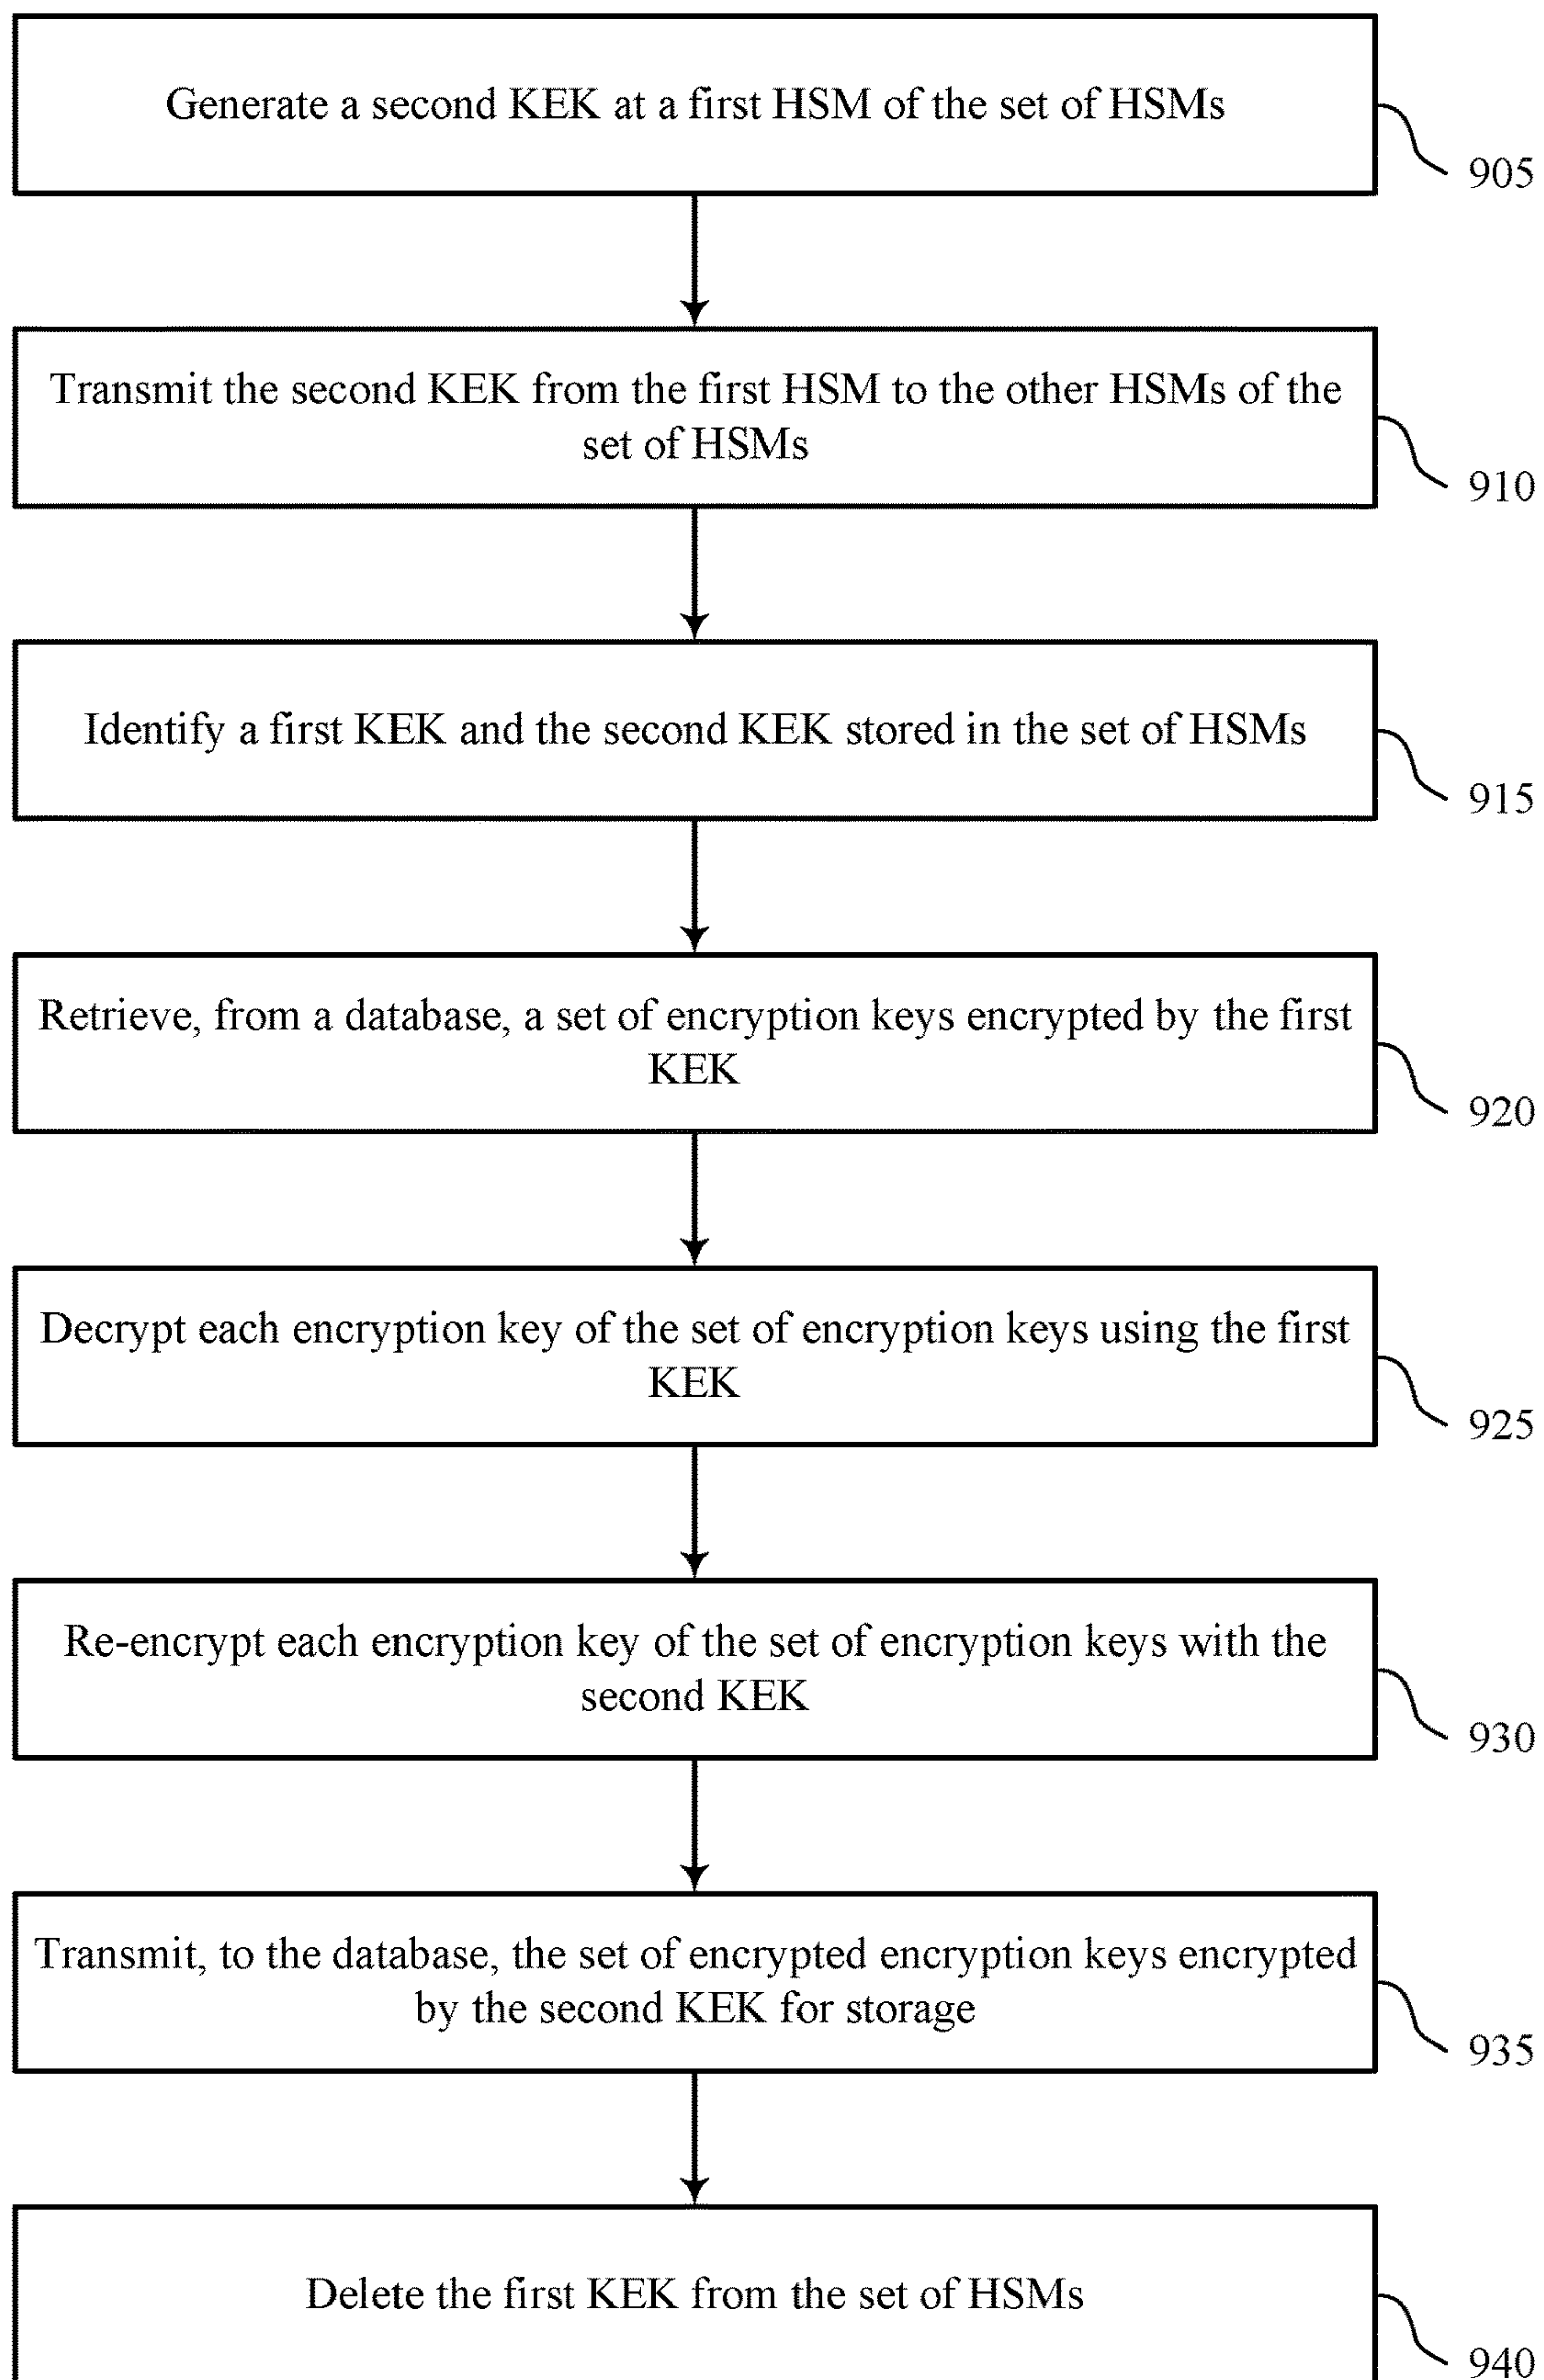 Generate a second KEK at a first HSM of the set of HSMs
905
Transmit the second KEK from the first HSM to the other HSMs of the
set of HSMs
910
Identify a first KEK and the second KEK stored in the set of HSMs
915
Retrieve, from a database, a set of encryption keys encrypted by the first
KEK
920
Decrypt each encryption key of the set of encryption keys using the first
KEK
925
Re-encrypt each encryption key of the set of encryption keys with the
second KEK
930
Transmit, to the database, the set of encrypted encryption keys encrypted
by the second KEK for storage
935
Delete the first KEK from the set of HSMs
940